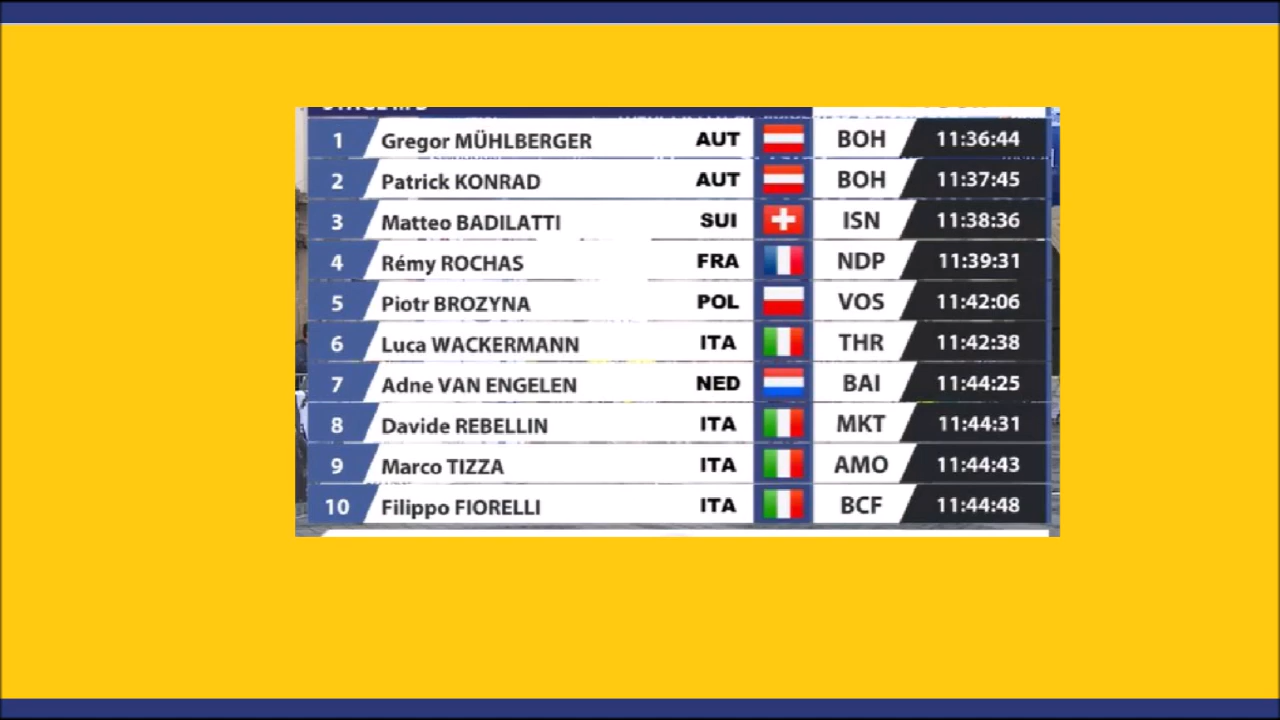 1 Gregor MÜHLBERGER AUT BOH 11:36:44
2 Patrick KONRAD AUT BOH 11:37:45
3 Matteo BADILATTI SUI ISN 11:38:36
4 Rémy ROCHAS FRA NDP 11:39:31
5 Piotr BROZYNA POL VOS 11:42:06
6 Luca WACKERMANN ITA THR 11:42:38
7 Adne VAN ENGELEN NED BAI 11:44:25
8 Davide REBELLIN ITA MKT 11:44:31
9 Marco TIZZA ITA AMO 11:44:43
10 Filippo FIORELLI ITA BCF 11:44:48